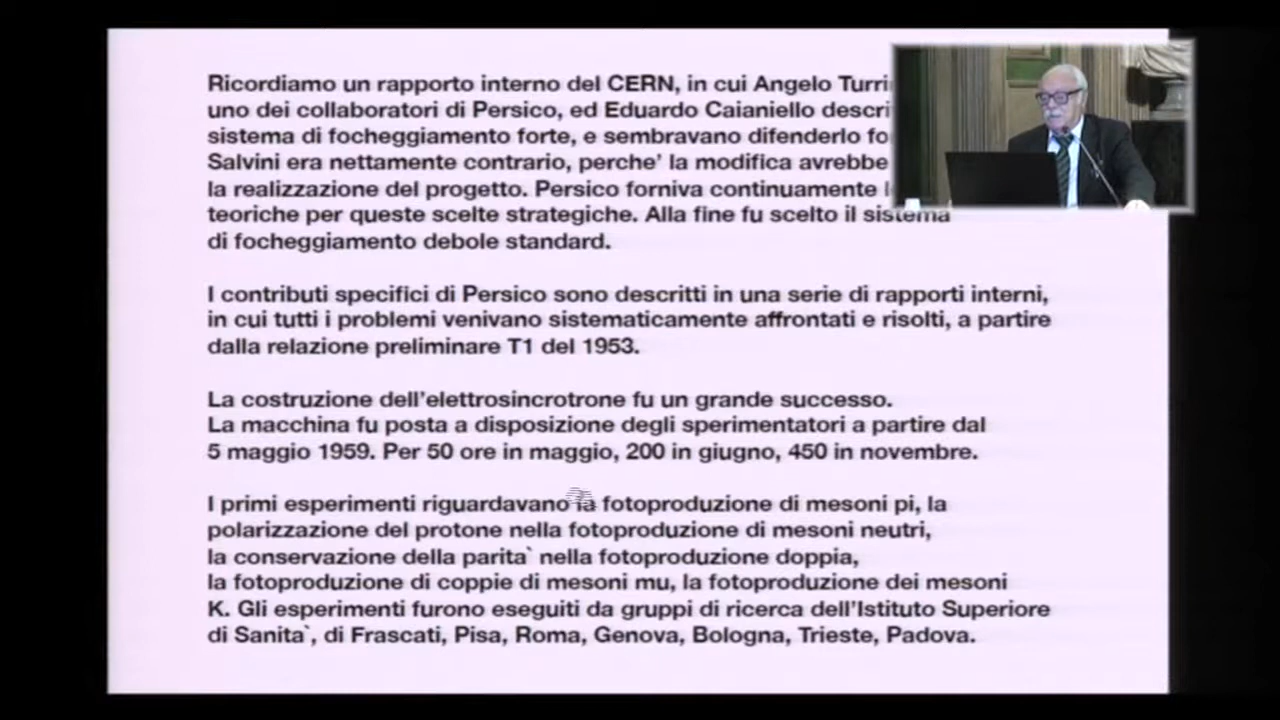 Ricordiamo un rapporto interno del CERN, in cui Angelo
uno dei collaboratori di Persico, ed Eduardo Caianiello
sistema di focheggiamento forte, e sembravano difenderlo
Salvini era nettamente contrario, perche' la modifica avrebbe
la realizzazione del progetto. Persico forniva continuamente
teoriche per queste scelte strategiche. Alla fine fu scelto il sistema
di focheggiamento debole standard.
I contributi specifici di Persico sono descritti in una serie di rapporti interni,
in cui tutti i problemi venivano sistematicamente affrontati e risolti, a partire
dalla relazione preliminare T1 del 1953.
La costruzione dell'elettrosincrotrone fu un grande successo.
La macchina fu posta a disposizione degli sperimentatori a partire dal
5 maggio 1959. Per 50 ore in maggio, 200 in giugno, 450 in novembre.
I primi esperimenti riguardavano la fotoproduzione di mesoni pi, la
polarizzazione del protone nella fotoproduzione di mesoni neutri,
la conservazione della parita` nella fotoproduzione doppia,
la fotoproduzione di coppie di mesoni mu, la fotoproduzione dei mesoni
K. Gli esperimenti furono eseguiti da gruppi di ricerca dell'Istituto Superiore
di Sanita`, di Frascati, Pisa, Roma, Genova, Bologna, Trieste, Padova.